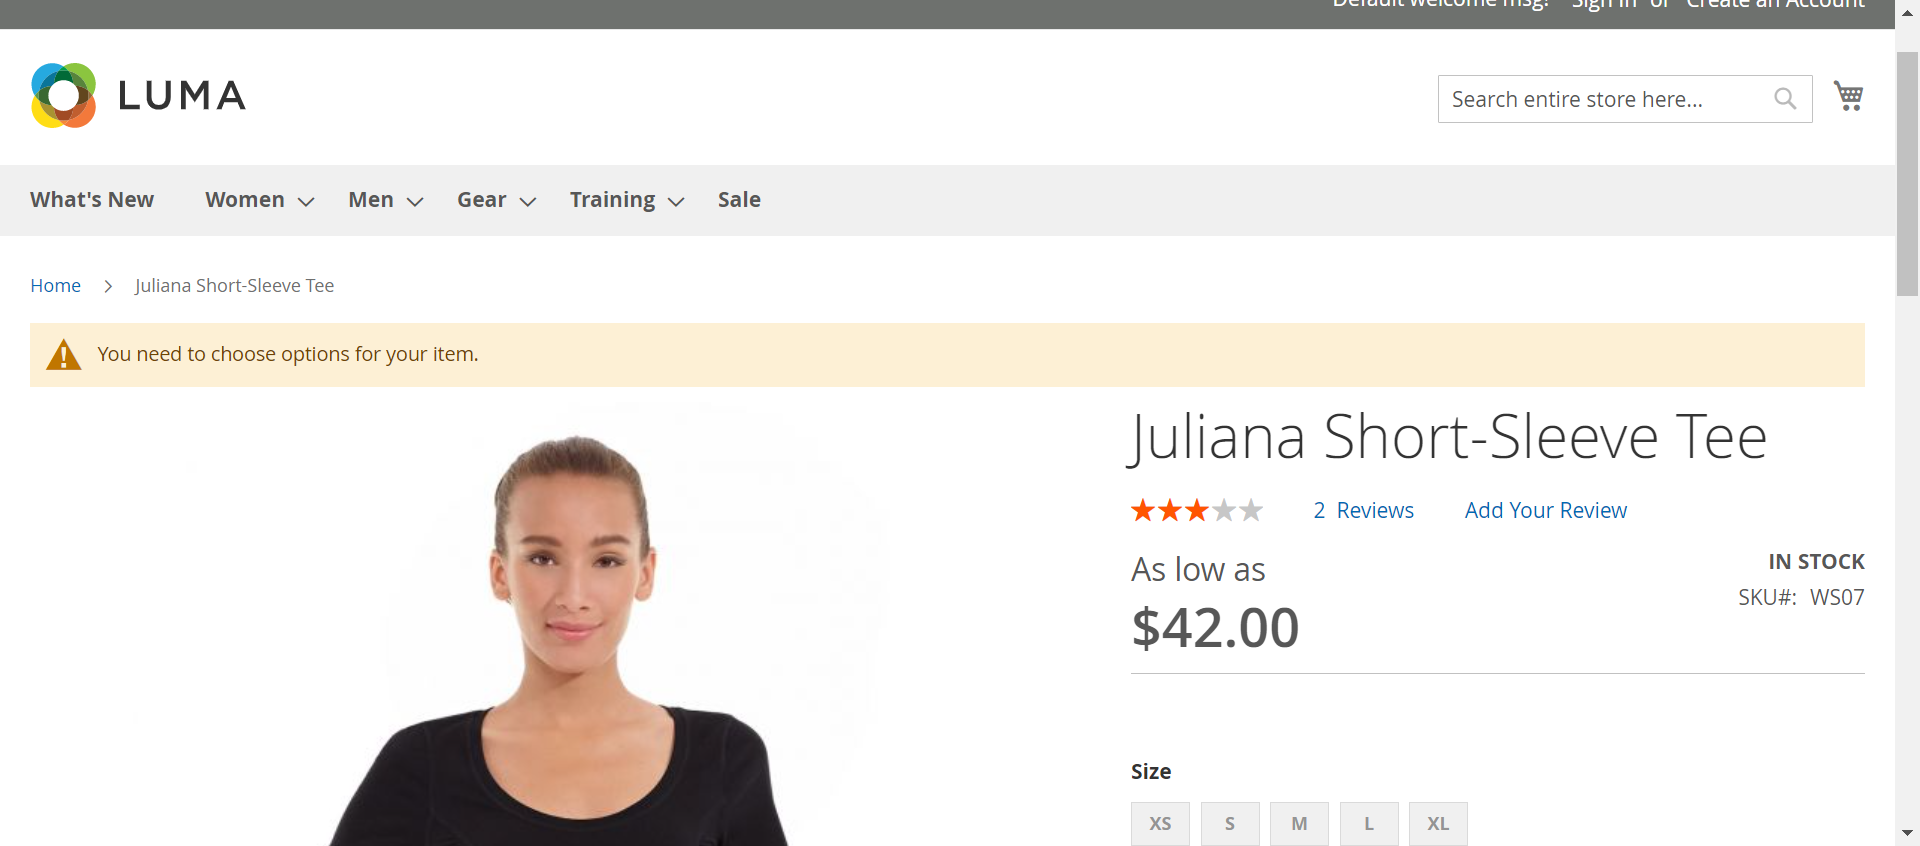 Default welcome msg! Sign In or Create an Account
LUMA
Search entire store here...
What's New Women Men Gear Training Sale
Home Juliana Short-Sleeve Tee
You need to choose options for your item.
Juliana Short-Sleeve Tee
2 Reviews Add Your Review
As low as
IN STOCK
$42.00
SKU#: WS07
Size
XS S M L XL